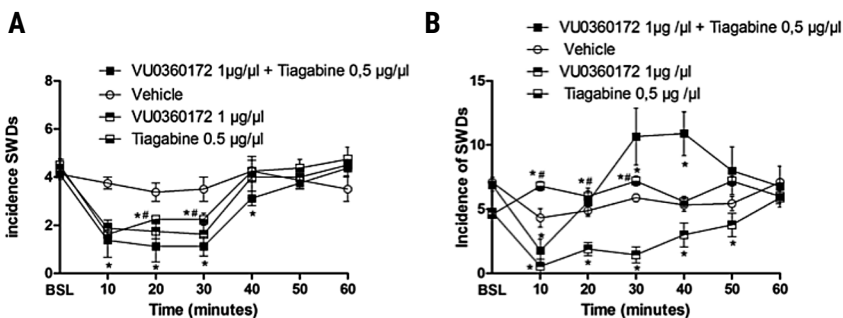 A
VU0360172 1µg/µl + Tiagabine 0,5 µg/µl
Vehicle
VU0360172 1 µg/µl
Tiagabine 0.5 µg/µl
incidence SWDs
8
6
4
2
0
*#
*#
*
*
*
*
BSL
10
20
30
40
50
60
Time (minutes)
B
VU0360172 1µg /µl + Tiagabine 0,5 µg/µl
Vehicle
VU0360172 1µg /µl
Tiagabine 0,5 µg /µl
Incidence of SWDs
15
10
5
0
*#
*#
*#
*
*
*
*
*
*
*
*
BSL
10
20
30
40
50
60
Time (minutes)